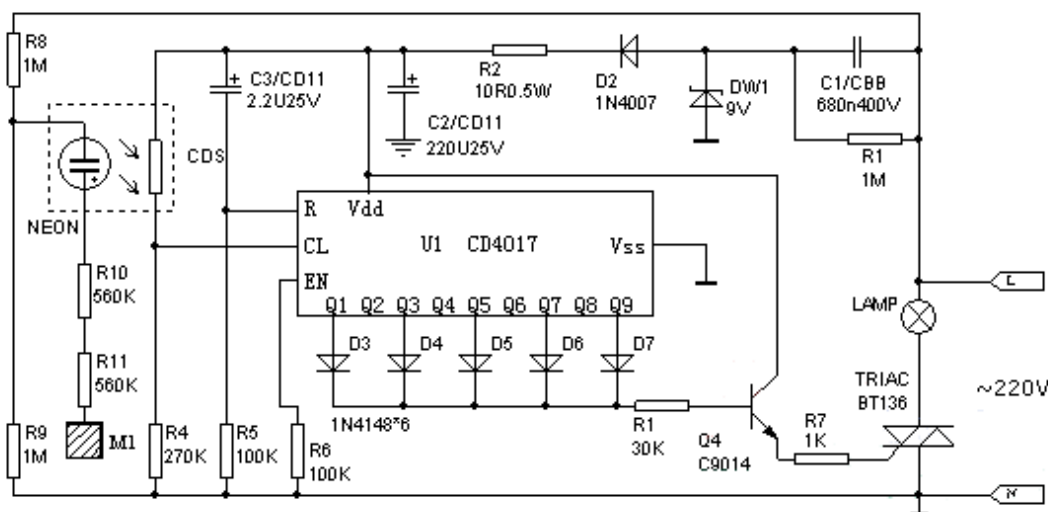 R8
1M
C3/CD11
2.2U25V
R2
10R0.5W
D2
1N4007
DW1
9V
C1/CBB
680n400V
C2/CD11
220U25V
CDS
R1
1M
NEON
R Vdd
U1 CD4017 Vss
CL
EN
Q1 Q2 Q3 Q4 Q5 Q6 Q7 Q8 Q9
L
LAMP
R10
560K
D3 D4 D5 D6 D7
R11
560K
TRIAC
BT136
~220V
1N4148*6
R1
30K
Q4
C9014
R7
1K
M1
R9
1M
R4
270K
R5
100K
R6
100K
N